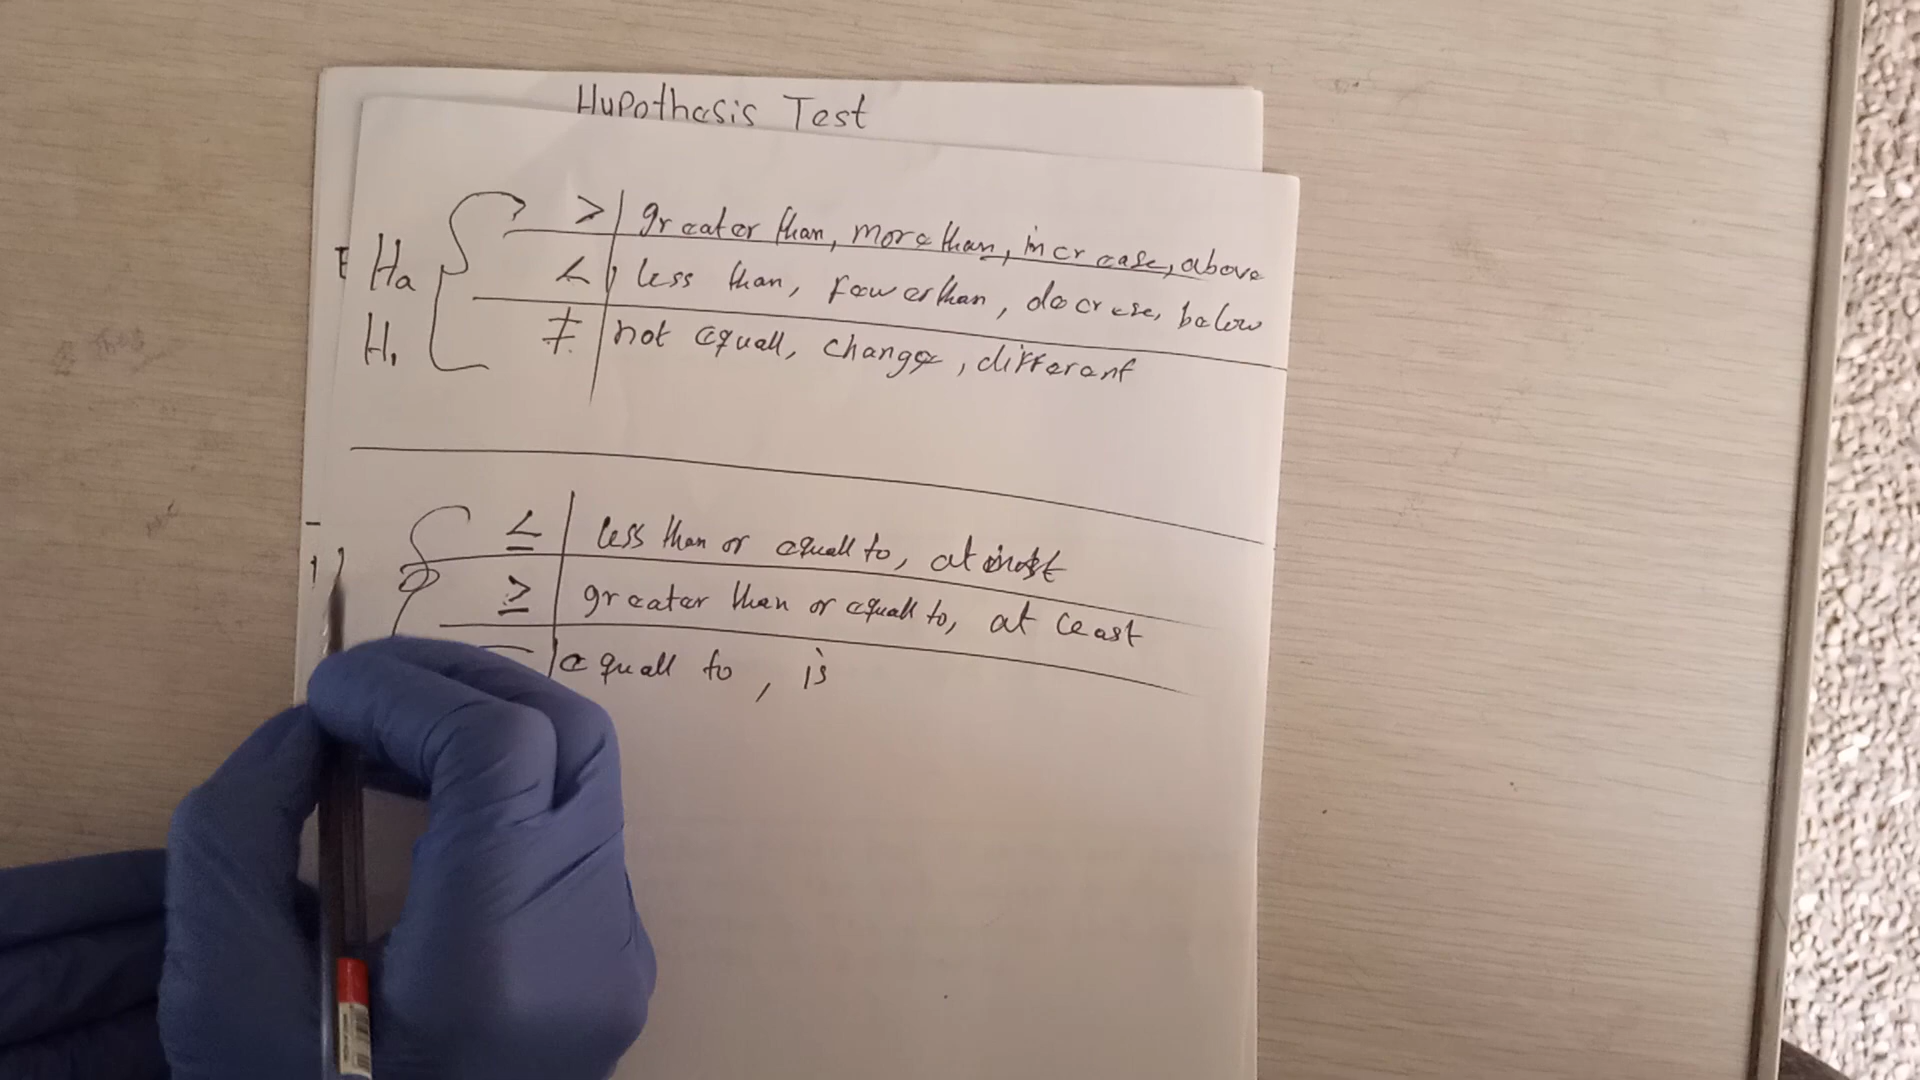 Hupothesis Test
> greater than, more than, increase, above
Ha < less than, fewer than, decrese, below
H₁ ≠ not equall, change, different
≤ less than or equall to, at most
≥ greater than or equall to, at least
equall to, is